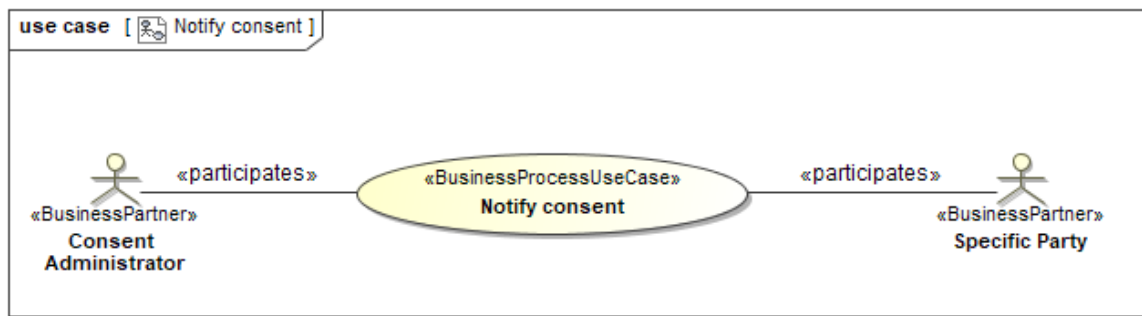 use case [ Notify consent ]
«participates»
«BusinessProcessUseCase»
Notify consent
«participates»
«BusinessPartner»
Consent
Administrator
«BusinessPartner»
Specific Party